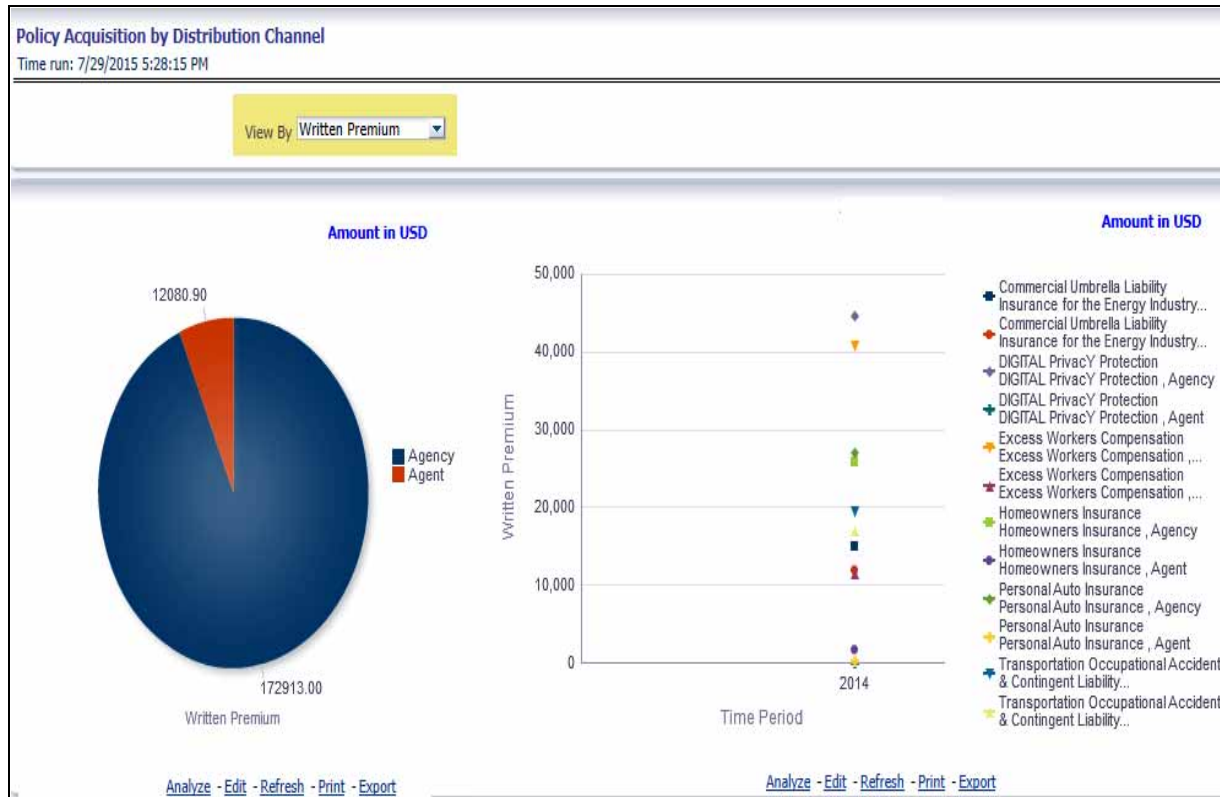 Policy Acquisition by Distribution Channel
Time run: 7/29/2015 5:28:15 PM
View By Written Premium
Amount in USD
12080.90
172913.00
Written Premium
Agency
Agent
Analyze - Edit - Refresh - Print - Export
Amount in USD
50,000
40,000
30,000
20,000
10,000
0
Written Premium
2014
Time Period
Commercial Umbrella Liability
Insurance for the Energy Industry...
Commercial Umbrella Liability
Insurance for the Energy Industry...
DIGITAL PrivacY Protection
DIGITAL PrivacY Protection , Agency
DIGITAL PrivacY Protection
DIGITAL PrivacY Protection , Agent
Excess Workers Compensation
Excess Workers Compensation ,...
Excess Workers Compensation
Excess Workers Compensation ,...
Homeowners Insurance
Homeowners Insurance , Agency
Homeowners Insurance
Homeowners Insurance , Agent
Personal Auto Insurance
Personal Auto Insurance , Agency
Personal Auto Insurance
Personal Auto Insurance , Agent
Transportation Occupational Accident
& Contingent Liability...
Transportation Occupational Accident
& Contingent Liability...
Analyze - Edit - Refresh - Print - Export